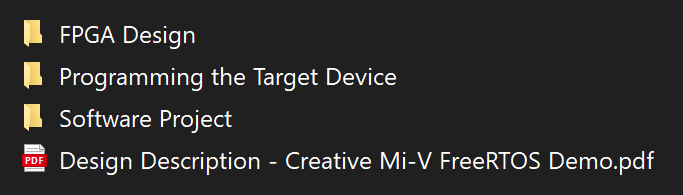 FPGA Design
Programming the Target Device
Software Project
PDF Design Description - Creative Mi-V FreeRTOS Demo.pdf